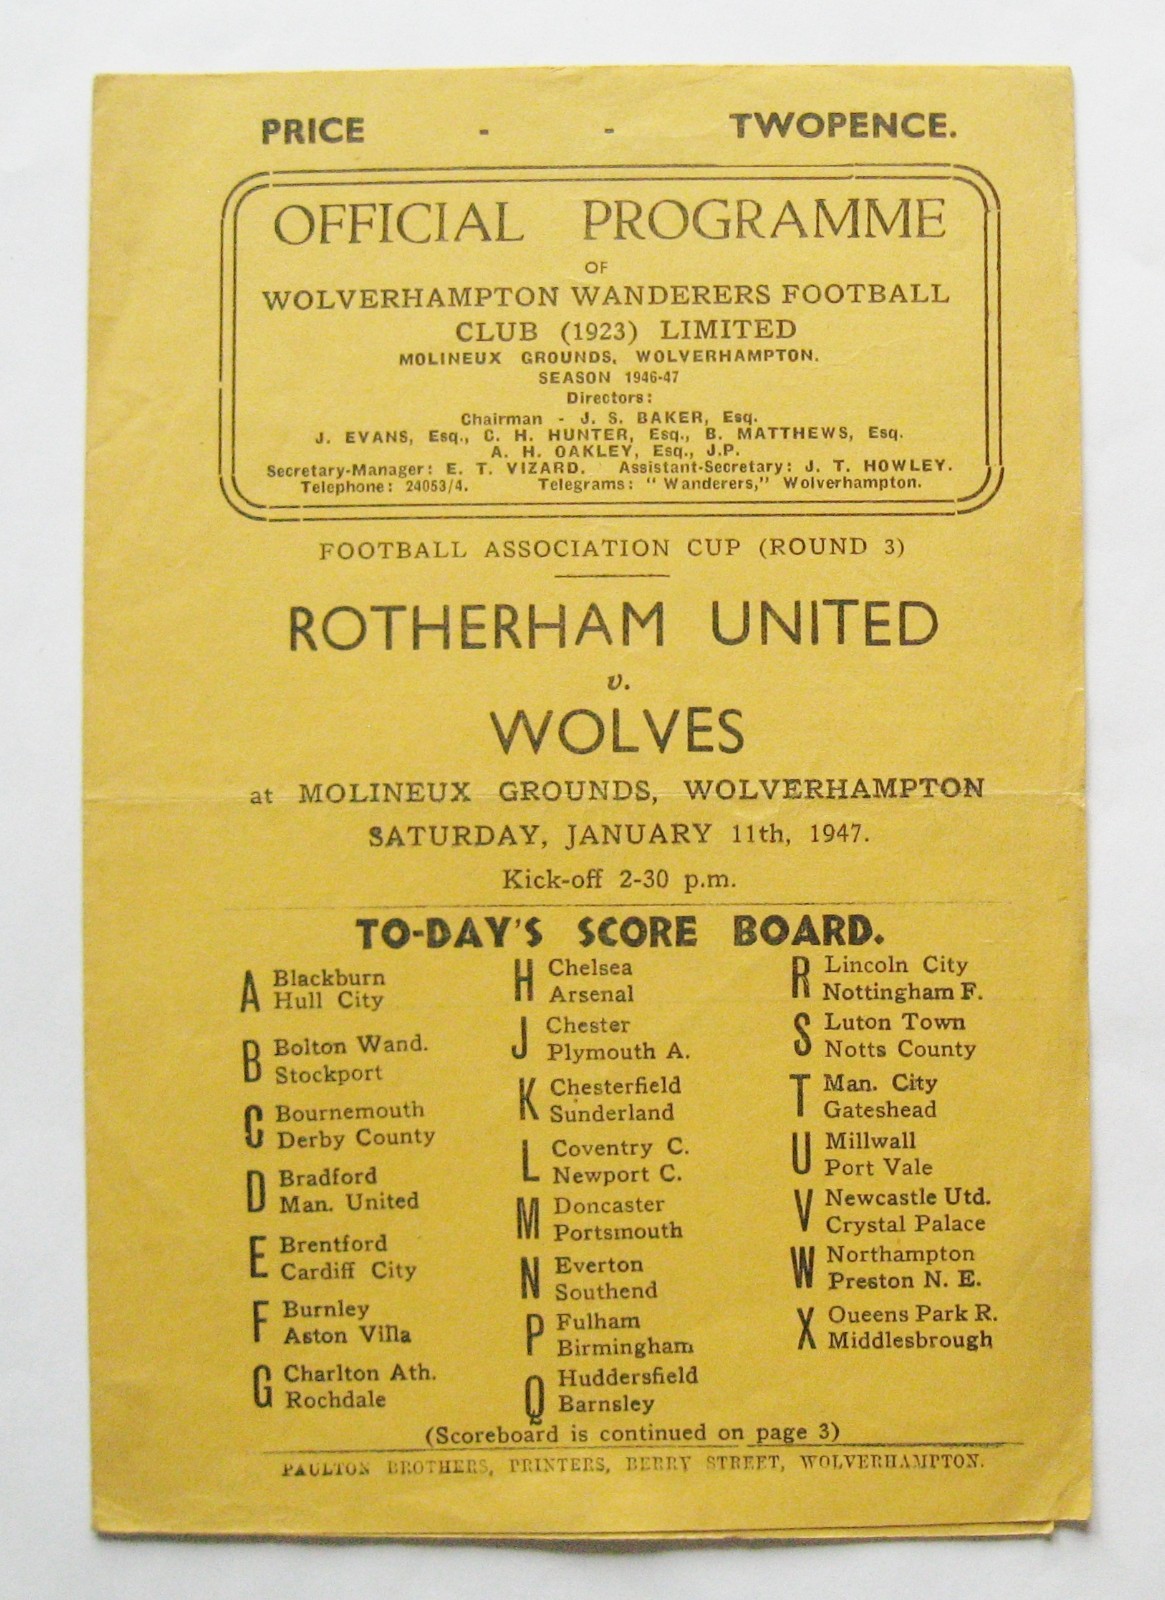 PRICE - - TWOPENCE.
OFFICIAL PROGRAMME
OF
WOLVERHAMPTON WANDERERS FOOTBALL
CLUB (1923) LIMITED
MOLINEUX GROUNDS, WOLVERHAMPTON.
SEASON 1946-47
Directors:
Chairman - J. S. BAKER, Esq.
J. EVANS, Esq., C. H. HUNTER, Esq., B. MATTHEWS, Esq.
A. H. OAKLEY, Esq., J.P.
Secretary-Manager: E. T. VIZARD. Assistant-Secretary: J. T. HOWLEY.
Telephone: 24053/4. Telegrams: "Wanderers," Wolverhampton.
FOOTBALL ASSOCIATION CUP (ROUND 3)
ROTHERHAM UNITED
v.
WOLVES
at MOLINEUX GROUNDS, WOLVERHAMPTON
SATURDAY, JANUARY 11th, 1947.
Kick-off 2-30 p.m.
TO-DAY'S SCORE BOARD.
A Blackburn
Hull City
B Bolton Wand.
Stockport
C Bournemouth
Derby County
D Bradford
Man. United
E Brentford
Cardiff City
F Burnley
Aston Villa
G Charlton Ath.
Rochdale
H Chelsea
Arsenal
J Chester
Plymouth A.
K Chesterfield
Sunderland
L Coventry C.
Newport C.
M Doncaster
Portsmouth
N Everton
Southend
P Fulham
Birmingham
Q Huddersfield
Barnsley
R Lincoln City
Nottingham F.
S Luton Town
Notts County
T Man. City
Gateshead
U Millwall
Port Vale
V Newcastle Utd.
Crystal Palace
W Northampton
Preston N. E.
X Queens Park R.
Middlesbrough
(Scoreboard is continued on page 3)
PAULTON BROTHERS, PRINTERS, BERRY STREET, WOLVERHAMPTON.